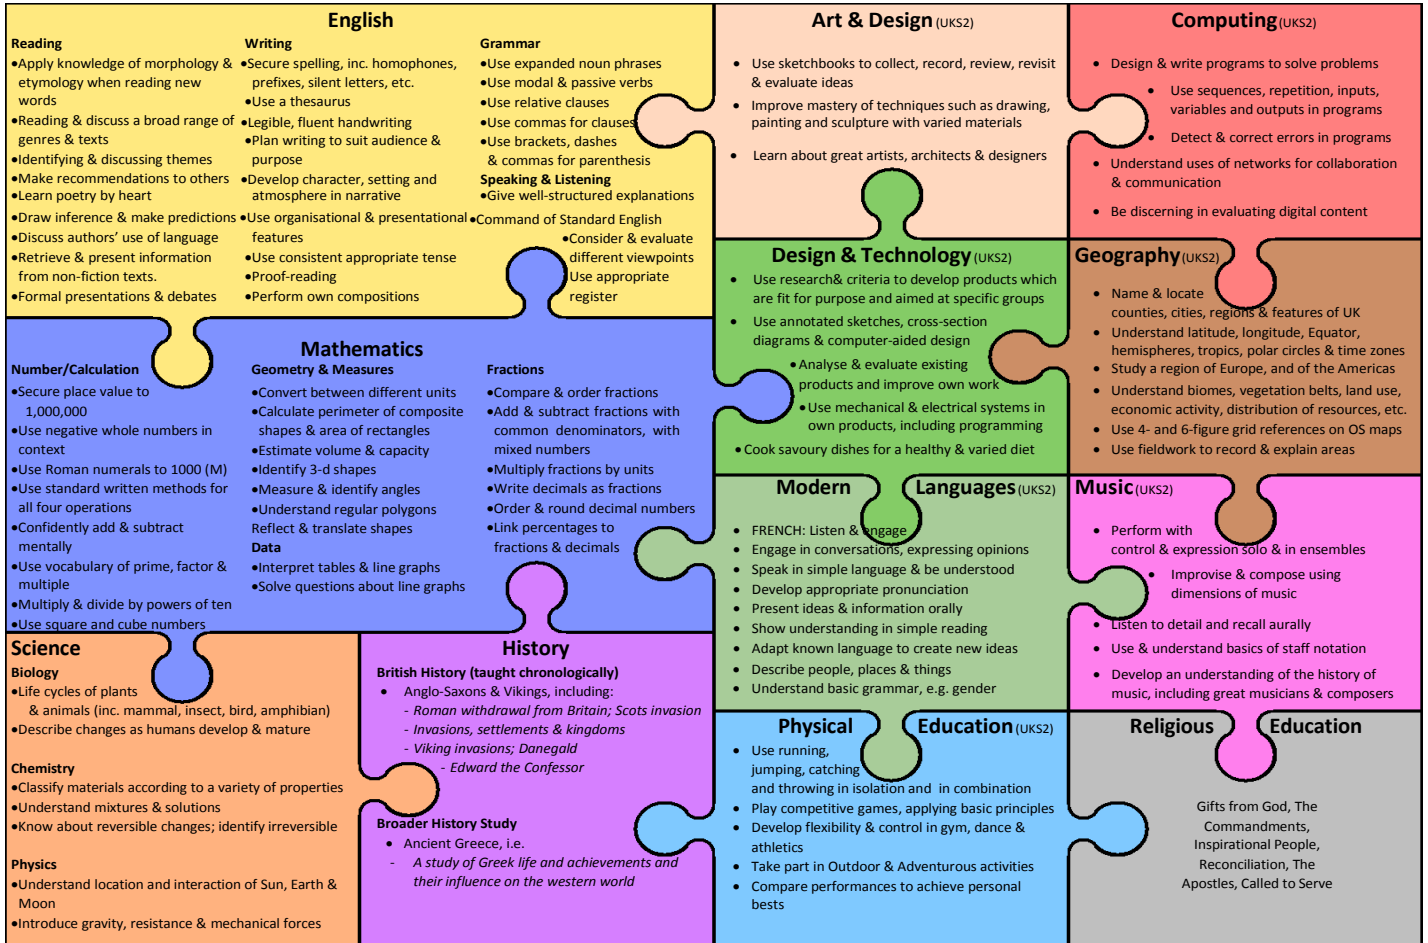 English
Reading
•Apply knowledge of morphology &
etymology when reading new
words
•Reading & discuss a broad range of
genres & texts
•Identifying & discussing themes
•Make recommendations to others
•Learn poetry by heart
•Draw inference & make predictions
•Discuss authors’ use of language
•Retrieve & present information
from non-fiction texts.
•Formal presentations & debates
Writing
•Secure spelling, inc. homophones,
prefixes, silent letters, etc.
•Use a thesaurus
•Legible, fluent handwriting
•Plan writing to suit audience &
purpose
•Develop character, setting and
atmosphere in narrative
•Use organisational & presentational
features
•Use consistent appropriate tense
•Proof-reading
•Perform own compositions
Grammar
•Use expanded noun phrases
•Use modal & passive verbs
•Use relative clauses
•Use commas for clauses
•Use brackets, dashes
& commas for parenthesis
Speaking & Listening
•Give well-structured explanations
•Command of Standard English
•Consider & evaluate
different viewpoints
Use appropriate
register
Art & Design (UKS2)
• Use sketchbooks to collect, record, review, revisit
& evaluate ideas
• Improve mastery of techniques such as drawing,
painting and sculpture with varied materials
• Learn about great artists, architects & designers
Computing (UKS2)
• Design & write programs to solve problems
• Use sequences, repetition, inputs,
variables and outputs in programs
• Detect & correct errors in programs
• Understand uses of networks for collaboration
& communication
• Be discerning in evaluating digital content
Mathematics
Number/Calculation
•Secure place value to
1,000,000
•Use negative whole numbers in
context
•Use Roman numerals to 1000 (M)
•Use standard written methods for
all four operations
•Confidently add & subtract
mentally
•Use vocabulary of prime, factor &
multiple
•Multiply & divide by powers of ten
•Use square and cube numbers
Geometry & Measures
•Convert between different units
•Calculate perimeter of composite
shapes & area of rectangles
•Estimate volume & capacity
•Identify 3-d shapes
•Measure & identify angles
•Understand regular polygons
Reflect & translate shapes
Data
•Interpret tables & line graphs
•Solve questions about line graphs
Fractions
•Compare & order fractions
•Add & subtract fractions with
common denominators, with
mixed numbers
•Multiply fractions by units
•Write decimals as fractions
•Order & round decimal numbers
•Link percentages to
fractions & decimals
Design & Technology (UKS2)
• Use research& criteria to develop products which
are fit for purpose and aimed at specific groups
• Use annotated sketches, cross-section
diagrams & computer-aided design
•Analyse & evaluate existing
products and improve own work
•Use mechanical & electrical systems in
own products, including programming
•Cook savoury dishes for a healthy & varied diet
Geography (UKS2)
• Name & locate
counties, cities, regions & features of UK
• Understand latitude, longitude, Equator,
hemispheres, tropics, polar circles & time zones
• Study a region of Europe, and of the Americas
• Understand biomes, vegetation belts, land use,
economic activity, distribution of resources, etc.
• Use 4- and 6-figure grid references on OS maps
• Use fieldwork to record & explain areas
Modern Languages (UKS2)
• FRENCH: Listen & engage
• Engage in conversations, expressing opinions
• Speak in simple language & be understood
• Develop appropriate pronunciation
• Present ideas & information orally
• Show understanding in simple reading
• Adapt known language to create new ideas
• Describe people, places & things
• Understand basic grammar, e.g. gender
Music (UKS2)
• Perform with
control & expression solo & in ensembles
• Improvise & compose using
dimensions of music
• Listen to detail and recall aurally
• Use & understand basics of staff notation
• Develop an understanding of the history of
music, including great musicians & composers
Science
Biology
•Life cycles of plants
& animals (inc. mammal, insect, bird, amphibian)
•Describe changes as humans develop & mature
Chemistry
•Classify materials according to a variety of properties
•Understand mixtures & solutions
•Know about reversible changes; identify irreversible
Physics
•Understand location and interaction of Sun, Earth &
Moon
•Introduce gravity, resistance & mechanical forces
History
British History (taught chronologically)
• Anglo-Saxons & Vikings, including:
- Roman withdrawal from Britain; Scots invasion
- Invasions, settlements & kingdoms
- Viking invasions; Danegald
- Edward the Confessor
Broader History Study
• Ancient Greece, i.e.
- A study of Greek life and achievements and
their influence on the western world
Physical Education (UKS2)
• Use running,
jumping, catching
and throwing in isolation and in combination
• Play competitive games, applying basic principles
• Develop flexibility & control in gym, dance &
athletics
• Take part in Outdoor & Adventurous activities
• Compare performances to achieve personal
bests
Religious Education
Gifts from God, The
Commandments,
Inspirational People,
Reconciliation, The
Apostles, Called to Serve